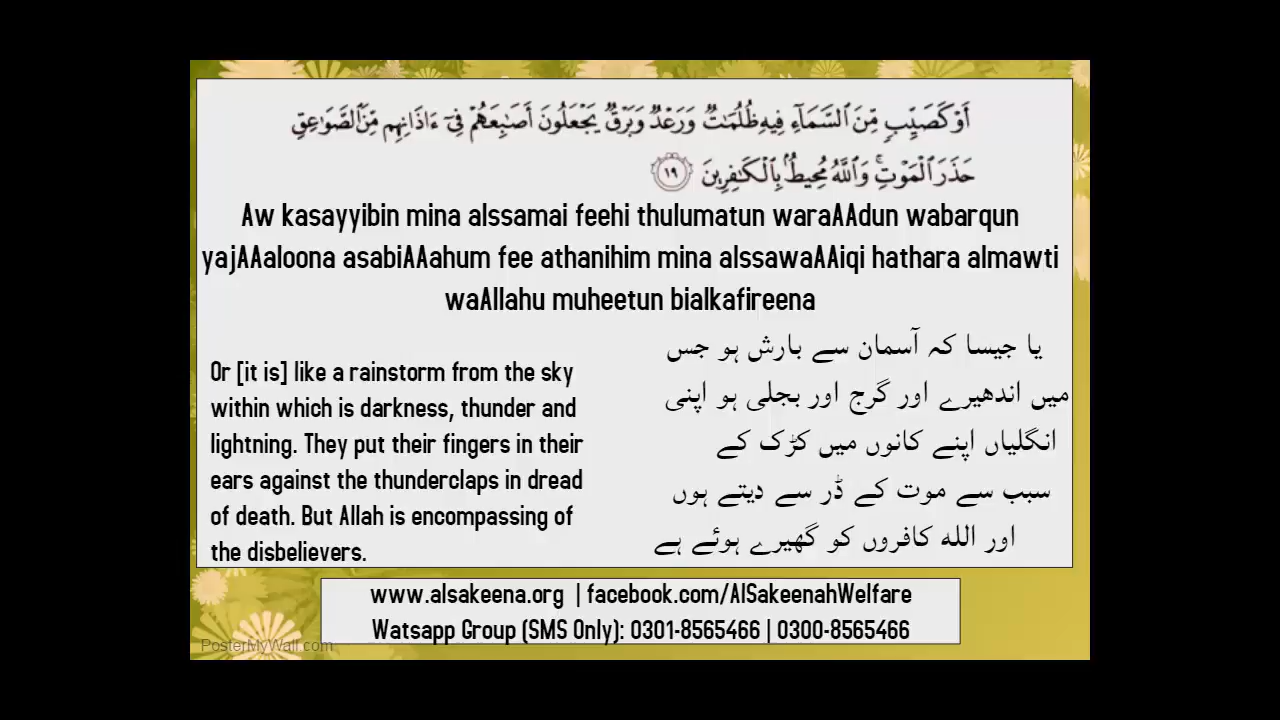 أَوْ كَصَيِّبٍ مِّنَ ٱلسَّمَآءِ فِيهِ ظُلُمَٰتٌ وَرَعْدٌ وَبَرْقٌ يَجْعَلُونَ أَصَٰبِعَهُمْ فِىٓ ءَاذَانِهِم مِّنَ ٱلصَّوَٰعِقِ
حَذَرَ ٱلْمَوْتِ ۚ وَٱللَّهُ مُحِيطٌۢ بِٱلْكَٰفِرِينَ ١٩
Aw kasayyibin mina alssamai feehi thulumatun waraAAdun wabarqun
yajAAaloona asabiAAahum fee athanihim mina alssawaAAiqi hathara almawti
waAllahu muheetun bialkafireena
Or [it is] like a rainstorm from the sky
within which is darkness, thunder and
lightning. They put their fingers in their
ears against the thunderclaps in dread
of death. But Allah is encompassing of
the disbelievers.
یا جیسا کہ آسمان سے بارش ہو جس
میں اندھیرے اور گرج اور بجلی ہو اپنی
انگلیاں اپنے کانوں میں کڑک کے
سبب سے موت کے ڈر سے دیتے ہوں
اور الله کافروں کو گھیرے ہوئے ہے
www.alsakeena.org | facebook.com/AlSakeenahWelfare
Watsapp Group (SMS Only): 0301-8565466 | 0300-8565466
PosterMyWall.com